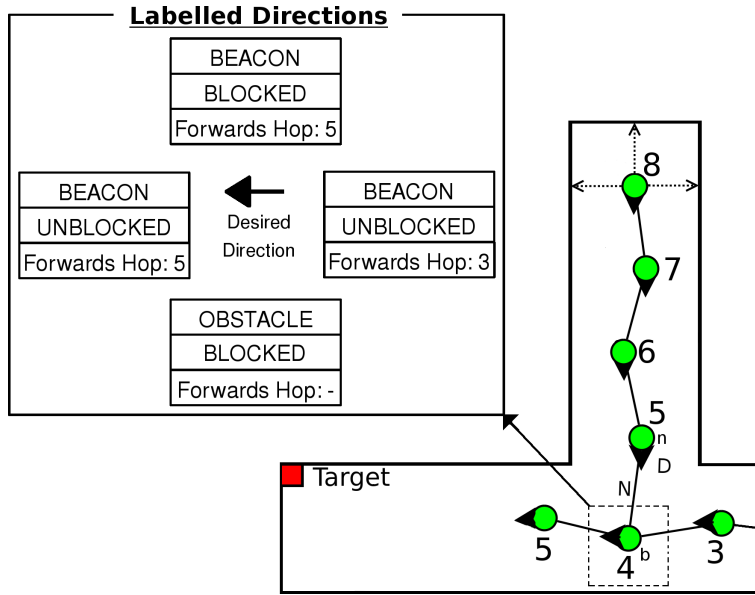 Labelled Directions
BEACON
BLOCKED
Forwards Hop: 5
BEACON
UNBLOCKED
Forwards Hop: 5
Desired
Direction
BEACON
UNBLOCKED
Forwards Hop: 3
OBSTACLE
BLOCKED
Forwards Hop: -
8
7
6
5
n
D
N
Target
5
4
b
3